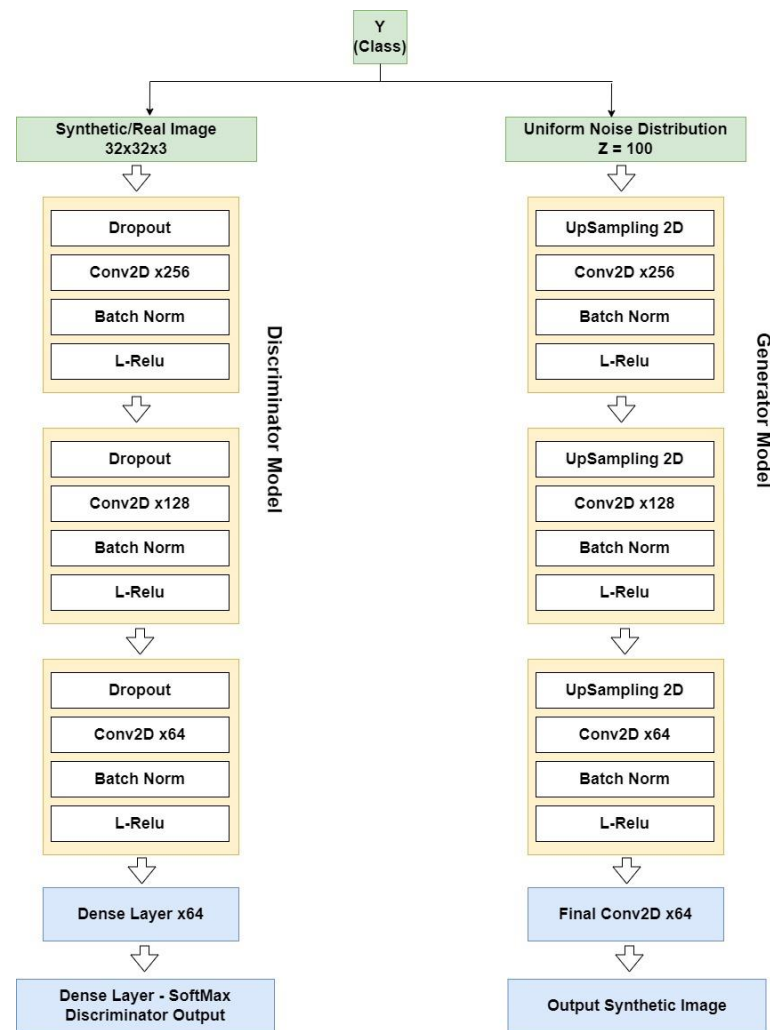 Y
(Class)
Synthetic/Real Image
32x32x3
Dropout
Conv2D x256
Batch Norm
L-Relu
Dropout
Conv2D x128
Batch Norm
L-Relu
Dropout
Conv2D x64
Batch Norm
L-Relu
Dense Layer x64
Dense Layer - SoftMax
Discriminator Output
Discriminator Model
Uniform Noise Distribution
Z = 100
UpSampling 2D
Conv2D x256
Batch Norm
L-Relu
UpSampling 2D
Conv2D x128
Batch Norm
L-Relu
UpSampling 2D
Conv2D x64
Batch Norm
L-Relu
Final Conv2D x64
Output Synthetic Image
Generator Model